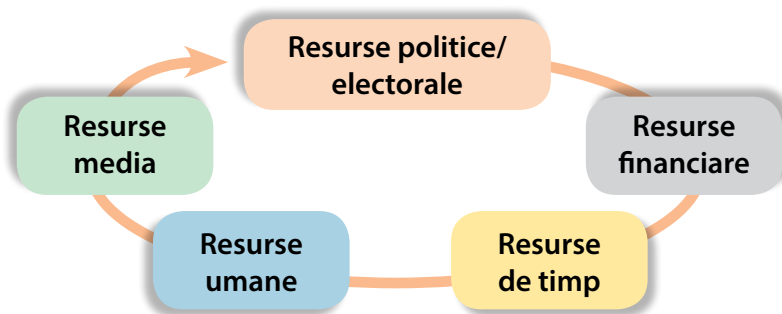 Resurse politice/
electorale
Resurse
financiare
Resurse
de timp
Resurse
umane
Resurse
media